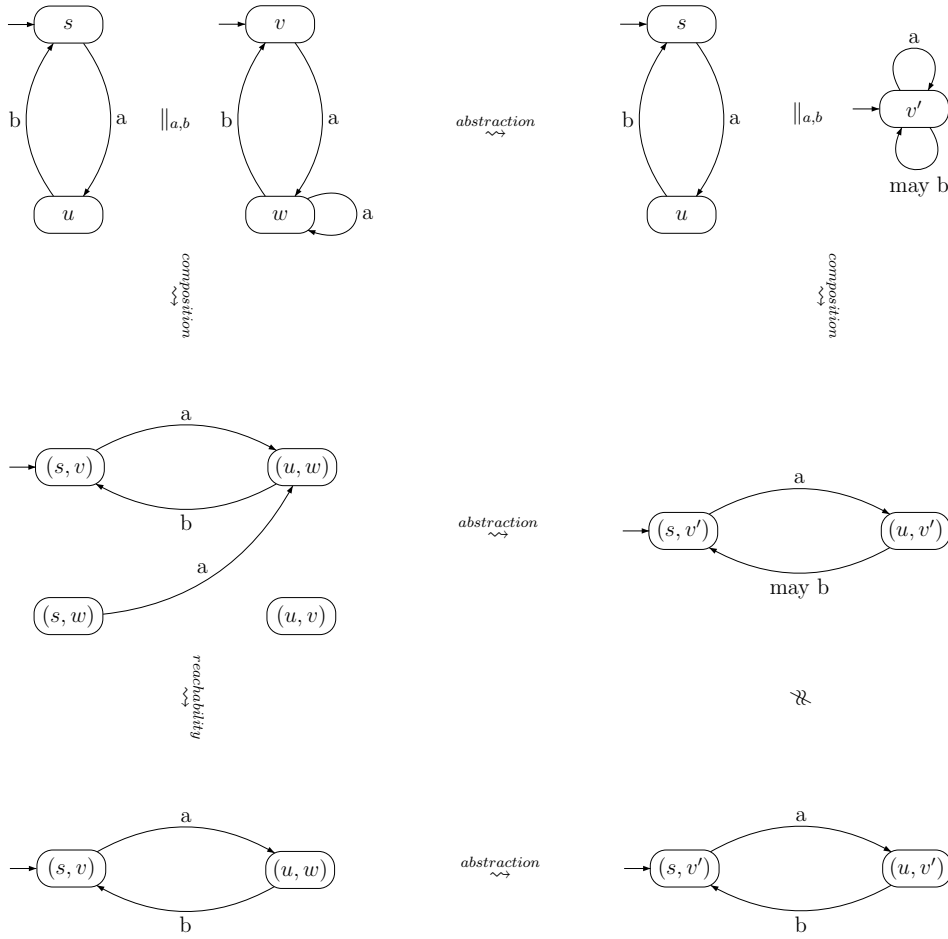 s
v
s
a
b
a
||a,b
b
a
abstraction
b
a
||a,b
v′
may b
u
w
a
u
composition
composition
a
(s, v)
(u, w)
b
a
a
abstraction
(s, v′)
(u, v′)
may b
(s, w)
(u, v)
reachability
a
a
(s, v)
(u, w)
abstraction
(s, v′)
(u, v′)
b
b